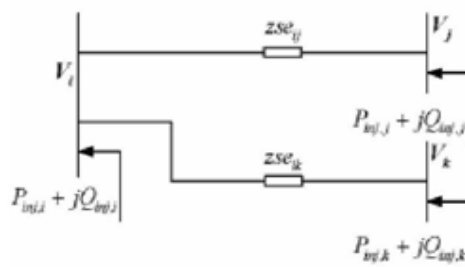 zse_ij
V_j
V_i
P_inj,j + jQ_inj,j
zse_ik
V_k
P_inj,i + jQ_inj,i
P_inj,k + jQ_inj,k